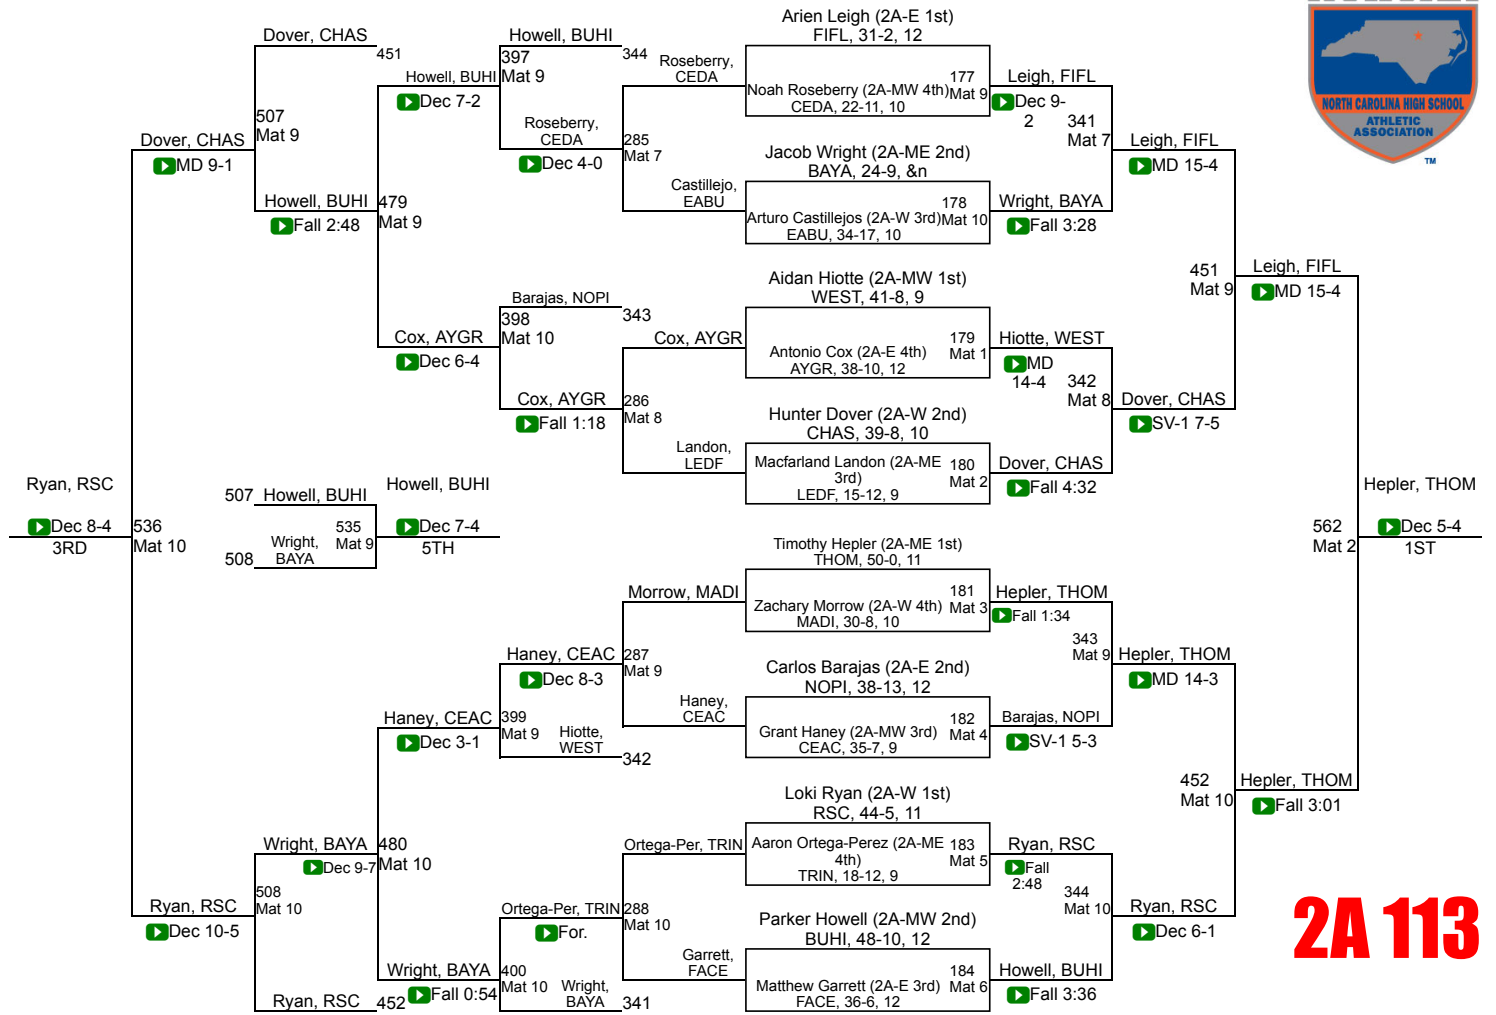 Arien Leigh (2A-E 1st)
FIFL, 31-2, 12
177
Mat 9
Noah Roseberry (2A-MW 4th)
CEDA, 22-11, 10
Jacob Wright (2A-ME 2nd)
BAYA, 24-9, &n
178
Mat 10
Arturo Castillejos (2A-W 3rd)
EABU, 34-17, 10
Aidan Hiotte (2A-MW 1st)
WEST, 41-8, 9
179
Mat 1
Antonio Cox (2A-E 4th)
AYGR, 38-10, 12
Hunter Dover (2A-W 2nd)
CHAS, 39-8, 10
180
Mat 2
Macfarland Landon (2A-ME
3rd)
LEDF, 15-12, 9
Timothy Hepler (2A-ME 1st)
THOM, 50-0, 11
181
Mat 3
Zachary Morrow (2A-W 4th)
MADI, 30-8, 10
Carlos Barajas (2A-E 2nd)
NOPI, 38-13, 12
182
Mat 4
Grant Haney (2A-MW 3rd)
CEAC, 35-7, 9
Loki Ryan (2A-W 1st)
RSC, 44-5, 11
183
Mat 5
Aaron Ortega-Perez (2A-ME
4th)
TRIN, 18-12, 9
Parker Howell (2A-MW 2nd)
BUHI, 48-10, 12
184
Mat 6
Matthew Garrett (2A-E 3rd)
FACE, 36-6, 12
Leigh, FIFL
Dec 9-
2
341
Mat 7
Wright, BAYA
Fall 3:28
Hiotte, WEST
MD
14-4
342
Mat 8
Dover, CHAS
Fall 4:32
Hepler, THOM
Fall 1:34
343
Mat 9
Barajas, NOPI
SV-1 5-3
Ryan, RSC
Fall
2:48
344
Mat 10
Howell, BUHI
Fall 3:36
Leigh, FIFL
MD 15-4
451
Mat 9
Dover, CHAS
SV-1 7-5
Hepler, THOM
MD 14-3
452
Mat 10
Ryan, RSC
Dec 6-1
Leigh, FIFL
MD 15-4
562
Mat 2
Hepler, THOM
Fall 3:01
Hepler, THOM
Dec 5-4
1ST
Roseberry,
CEDA
285
Mat 7
Castillejo,
EABU
Cox, AYGR
286
Mat 8
Landon,
LEDF
Morrow, MADI
287
Mat 9
Haney,
CEAC
Ortega-Per, TRIN
288
Mat 10
Garrett,
FACE
Howell, BUHI
344
397
Mat 9
Roseberry,
CEDA
Dec 4-0
Barajas, NOPI
343
398
Mat 10
Cox, AYGR
Fall 1:18
Haney, CEAC
Dec 8-3
399
Mat 9
Hiotte,
WEST
342
Ortega-Per, TRIN
For.
400
Mat 10
Wright,
BAYA
341
Howell, BUHI
Dec 7-2
479
Mat 9
Cox, AYGR
Dec 6-4
Haney, CEAC
Dec 3-1
480
Mat 10
Wright, BAYA
Fall 0:54
Dover, CHAS
451
507
Mat 9
Howell, BUHI
Fall 2:48
Wright, BAYA
Dec 9-7
508
Mat 10
Ryan, RSC
452
Dover, CHAS
MD 9-1
536
Mat 10
Ryan, RSC
Dec 10-5
Ryan, RSC
Dec 8-4
3RD
507
Howell, BUHI
535
Mat 9
508
Wright,
BAYA
Howell, BUHI
Dec 7-4
5TH
NORTH CAROLINA HIGH SCHOOL
ATHLETIC
ASSOCIATION
TM
2A 113